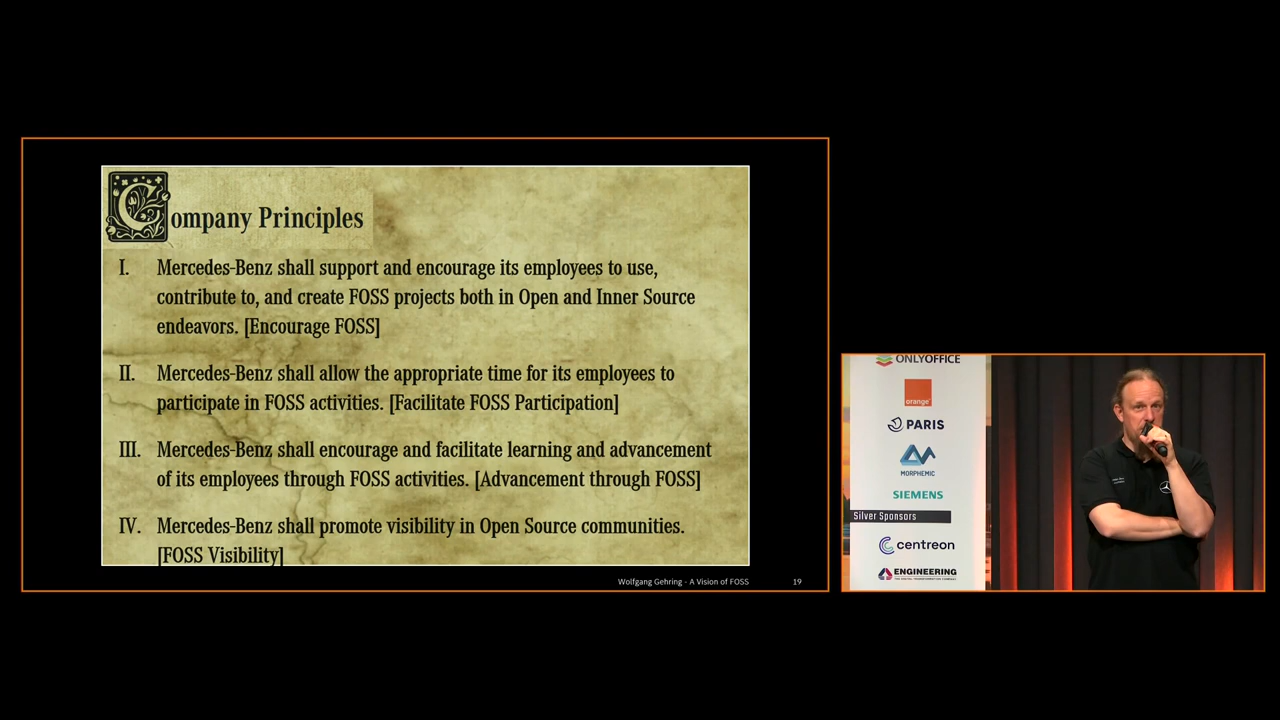 Company Principles
I. Mercedes-Benz shall support and encourage its employees to use,
contribute to, and create FOSS projects both in Open and Inner Source
endeavors. [Encourage FOSS]
II. Mercedes-Benz shall allow the appropriate time for its employees to
participate in FOSS activities. [Facilitate FOSS Participation]
III. Mercedes-Benz shall encourage and facilitate learning and advancement
of its employees through FOSS activities. [Advancement through FOSS]
IV. Mercedes-Benz shall promote visibility in Open Source communities.
[FOSS Visibility]
Wolfgang Gehring - A Vision of FOSS 19
ONLYOFFICE
orange
PARIS
MORPHEMIC
SIEMENS
Silver Sponsors
centreon
ENGINEERING